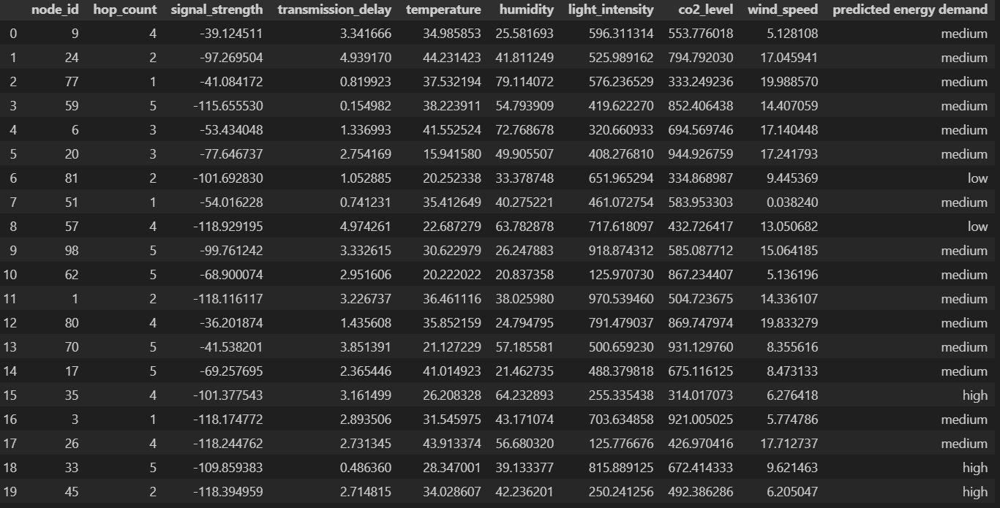 node_id hop_count signal_strength transmission_delay temperature humidity light_intensity co2_level wind_speed predicted energy demand
0 9 4 -39.124511 3.341666 34.985853 25.581693 596.311314 553.776018 5.128108 medium
1 24 2 -97.269504 4.939170 44.231423 41.811249 525.989162 794.792030 17.045941 medium
2 77 1 -41.084172 0.819923 37.532194 79.114072 576.236529 333.249236 19.988570 medium
3 59 5 -115.655530 0.154982 38.223911 54.793909 419.622270 852.406438 14.407059 medium
4 6 3 -53.434048 1.336993 41.552524 72.768678 320.660933 694.569746 17.140448 medium
5 20 3 -77.646737 2.754169 15.941580 49.905507 408.276810 944.926759 17.241793 medium
6 81 2 -101.692830 1.052885 20.252338 33.378748 651.965294 334.868987 9.445369 low
7 51 1 -54.016228 0.741231 35.412649 40.275221 461.072754 583.953303 0.038240 medium
8 57 4 -118.929195 4.974261 22.687279 63.782878 717.618097 432.726417 13.050682 low
9 98 5 -99.761242 3.332615 30.622979 26.247883 918.874312 585.087712 15.064185 medium
10 62 5 -68.900074 2.951606 20.222022 20.837358 125.970730 867.234407 5.136196 medium
11 1 2 -118.116117 3.226737 36.461116 38.025980 970.539460 504.723675 14.336107 medium
12 80 4 -36.201874 1.435608 35.852159 24.794795 791.479037 869.747974 19.833279 medium
13 70 5 -41.538201 3.851391 21.127229 57.185581 500.659230 931.129760 8.355616 medium
14 17 5 -69.257695 2.365446 41.014923 21.462735 488.379818 675.116125 8.473133 medium
15 35 4 -101.377543 3.161499 26.208328 64.232893 255.335438 314.017073 6.276418 high
16 3 1 -118.174772 2.893506 31.545975 43.171074 703.634858 921.005025 5.774786 medium
17 26 4 -118.244762 2.731345 43.913374 56.680320 125.776676 426.970416 17.712737 medium
18 33 5 -109.859383 0.486360 28.347001 39.133377 815.889125 672.414333 9.621463 high
19 45 2 -118.394959 2.714815 34.028607 42.236201 250.241256 492.386286 6.205047 high